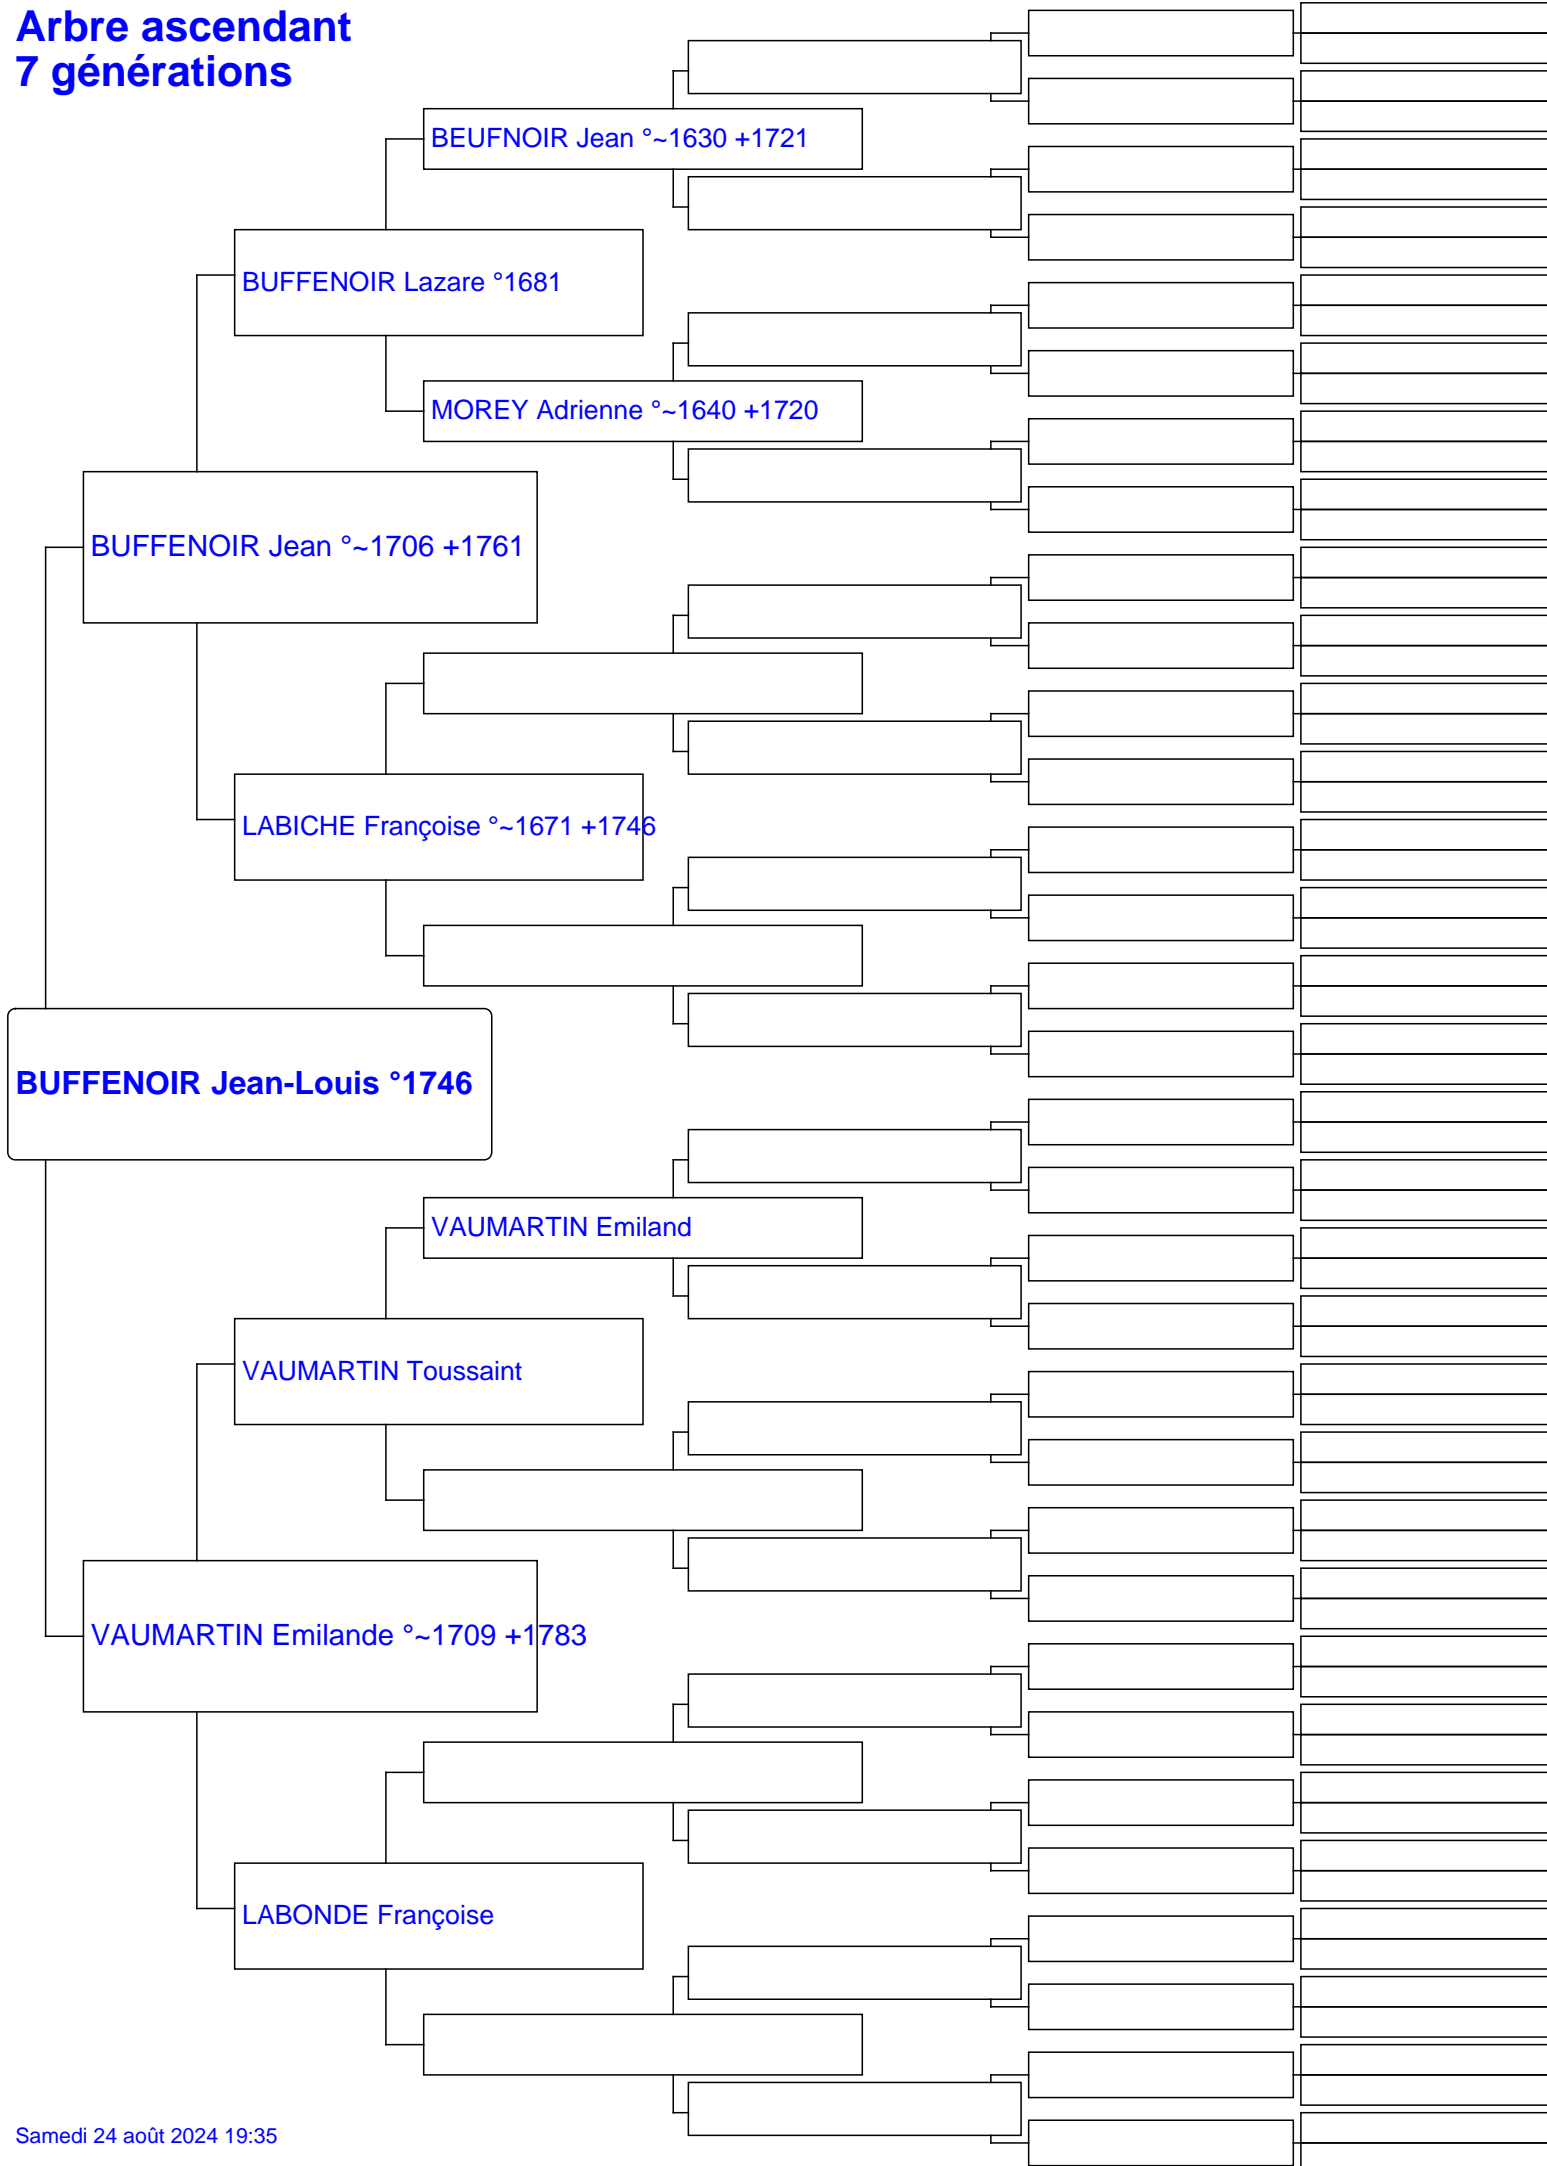 Arbre ascendant
7 générations
BEUFNOIR Jean °~1630 +1721
BUFFENOIR Lazare °1681
MOREY Adrienne °~1640 +1720
BUFFENOIR Jean °~1706 +1761
LABICHE Françoise °~1671 +1746
BUFFENOIR Jean-Louis °1746
VAUMARTIN Emiland
VAUMARTIN Toussaint
VAUMARTIN Emilande °~1709 +1783
LABONDE Françoise
Samedi 24 août 2024 19:35